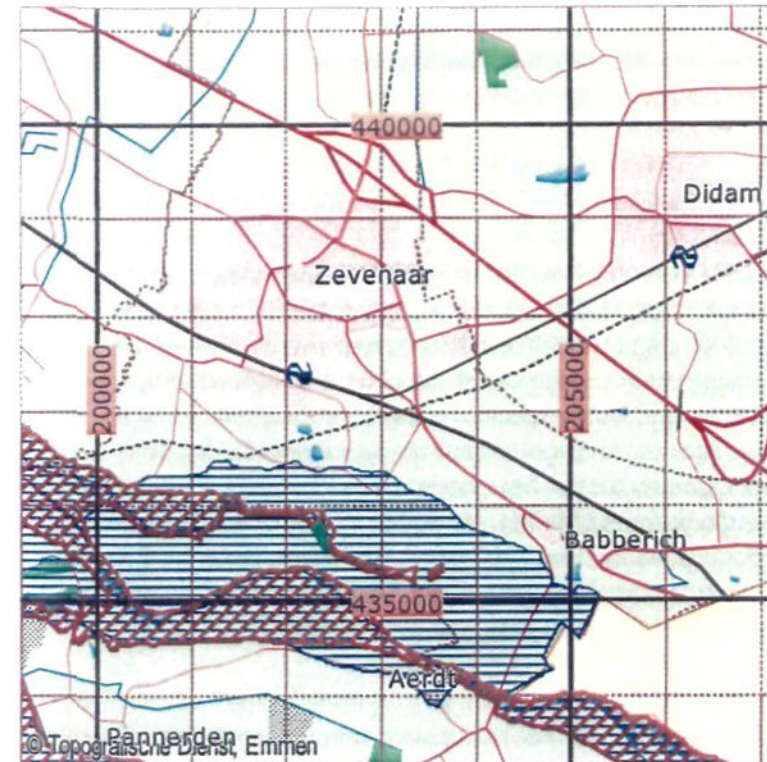 440000
Didam
Zevenaar
200000
205000
Babberich
435000
Aerdt
Pannerden
© Topografische Dienst, Emmen